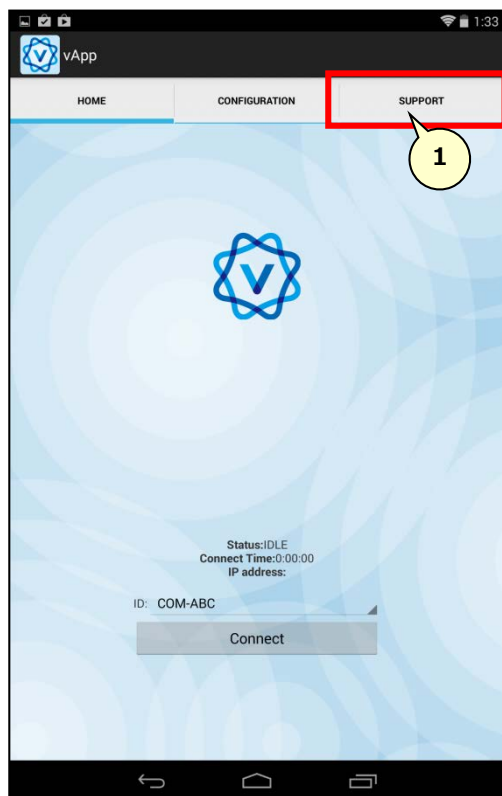 1:33
vApp
HOME CONFIGURATION SUPPORT
1
V
Status:IDLE
Connect Time:0:00:00
IP address:
ID: COM-ABC
Connect